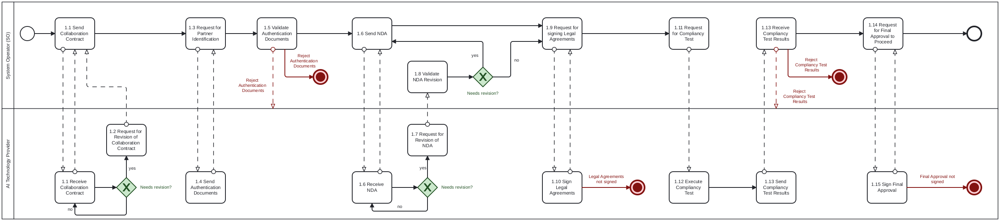 System Operator (SO)
1.1 Send
Collaboration
Contract
1.3 Request for
Partner
Identification
1.5 Validate
Authentication
Documents
Reject
Authentication
Documents
Reject
Authentication
Documents
1.6 Send NDA
1.8 Validate
NDA Revision
yes
no
Needs revision?
1.9 Request for
signing Legal
Agreements
1.11 Request
for Compliancy
Test
1.13 Receive
Compliancy
Test Results
Reject
Compliancy Test
Results
Reject
Compliancy Test
Results
1.14 Request
for Final
Approval to
Proceed
AI Technology Provider
1.1 Receive
Collaboration
Contract
no
yes
Needs revision?
1.2 Request for
Revision of
Collaboration
Contract
1.4 Send
Authentication
Documents
1.6 Receive
NDA
no
yes
Needs revision?
1.7 Request for
Revision of
NDA
1.10 Sign
Legal
Agreements
Legal Agreements
not signed
1.12 Execute
Compliancy
Test
1.13 Send
Compliancy
Test Results
1.15 Sign Final
Approval
Final Approval not
signed